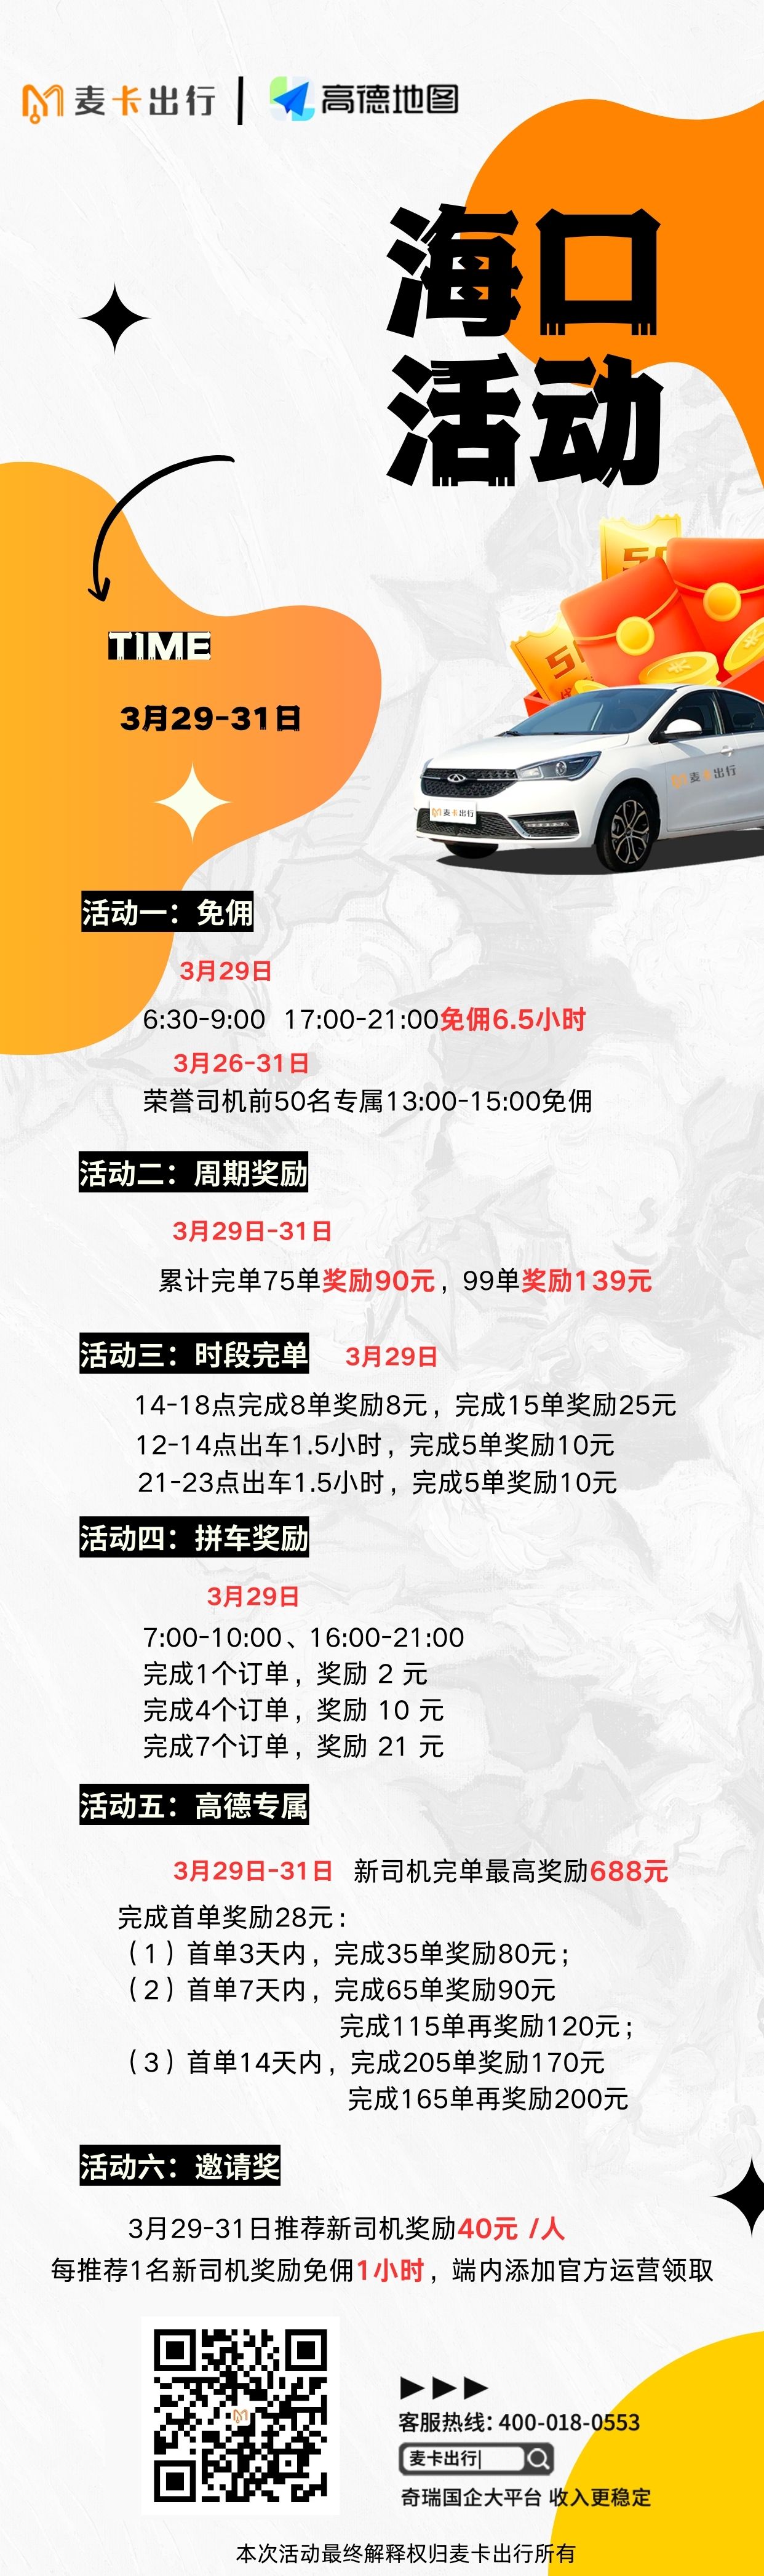 麦卡出行 高德地图
海口
活动
TIME
3月29-31日
麦卡出行
麦卡出行
活动一：免佣
3月29日
6:30-9:00 17:00-21:00免佣6.5小时
3月26-31日
荣誉司机前50名专属13:00-15:00免佣
活动二：周期奖励
3月29日-31日
累计完单75单奖励90元，99单奖励139元
活动三：时段完单 3月29日
14-18点完成8单奖励8元，完成15单奖励25元
12-14点出车1.5小时，完成5单奖励10元
21-23点出车1.5小时，完成5单奖励10元
活动四：拼车奖励
3月29日
7:00-10:00、16:00-21:00
完成1个订单，奖励 2 元
完成4个订单，奖励 10 元
完成7个订单，奖励 21 元
活动五：高德专属
3月29日-31日 新司机完单最高奖励688元
完成首单奖励28元：
（1）首单3天内，完成35单奖励80元；
（2）首单7天内，完成65单奖励90元
完成115单再奖励120元；
（3）首单14天内，完成205单奖励170元
完成165单再奖励200元
活动六：邀请奖
3月29-31日推荐新司机奖励40元 /人
每推荐1名新司机奖励免佣1小时，端内添加官方运营领取
客服热线：400-018-0553
麦卡出行
奇瑞国企大平台 收入更稳定
本次活动最终解释权归麦卡出行所有